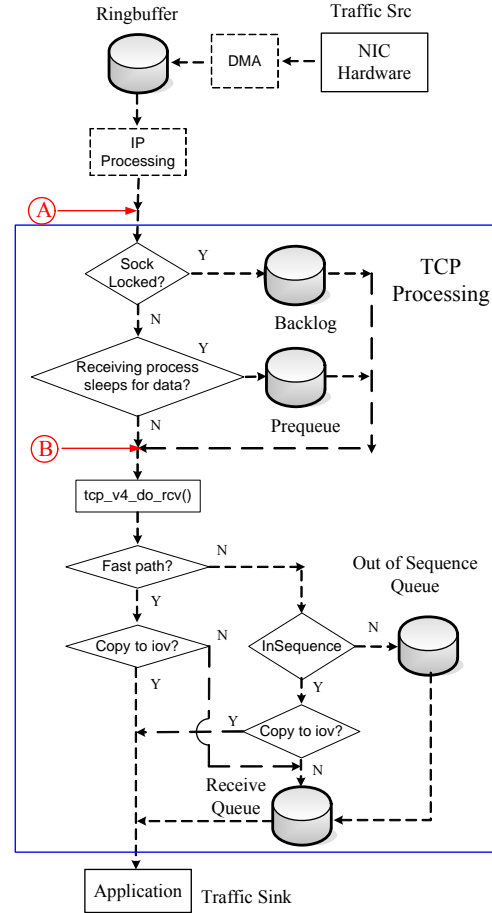 Ringbuffer
Traffic Src
DMA
NIC
Hardware
IP
Processing
A
Sock
Locked?
Y
N
Backlog
TCP
Processing
Receiving process
sleeps for data?
Y
N
Prequeue
B
tcp_v4_do_rcv()
Fast path?
N
Y
Out of Sequence
Queue
Copy to iov?
N
Y
InSequence
N
Y
Copy to iov?
Y
N
Receive
Queue
Application
Traffic Sink